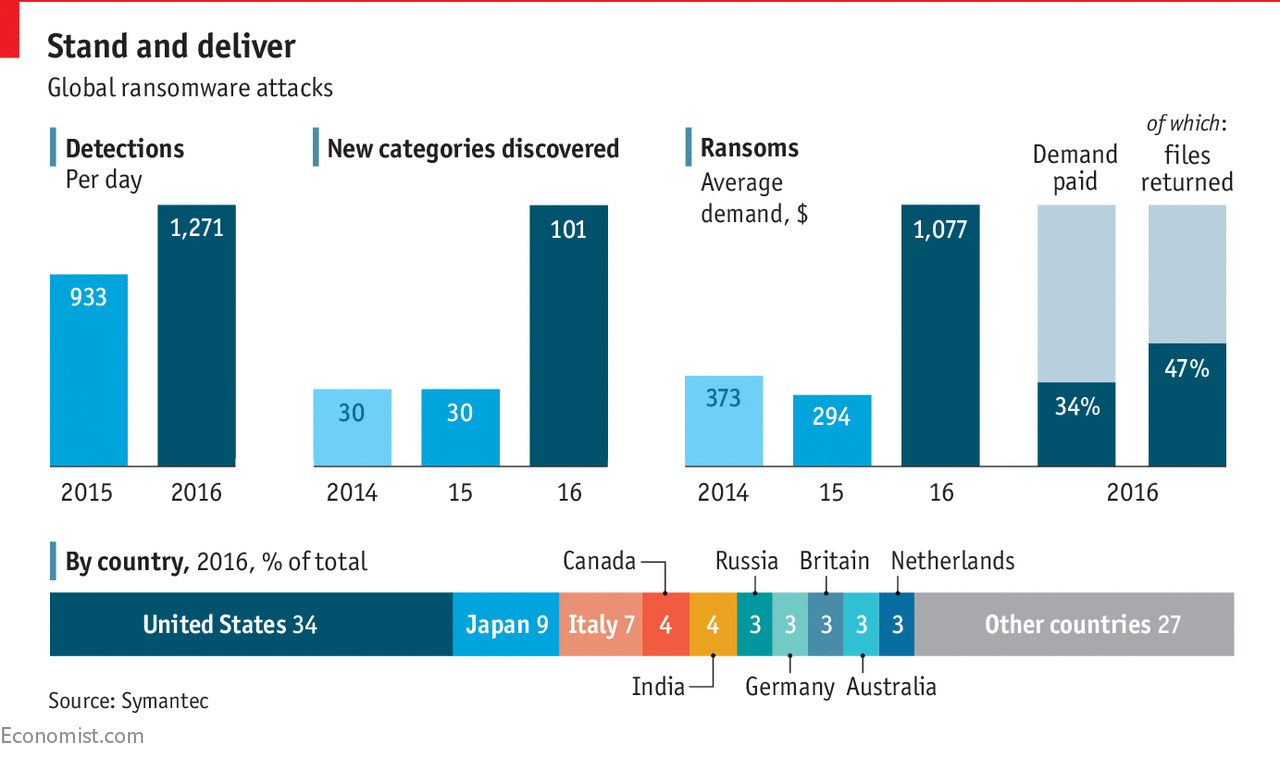 Stand and deliver
Global ransomware attacks
Detections
Per day
933
1,271
2015
2016
New categories discovered
30
30
101
2014
15
16
Ransoms
Average
demand, $
373
294
1,077
2014
15
16
Demand
paid
34%
of which:
files
returned
47%
2016
By country, 2016, % of total
Canada
Russia
Britain
Netherlands
United States 34
Japan 9
Italy 7
4
4
3
3
3
3
3
Other countries 27
India
Germany
Australia
Source: Symantec
Economist.com